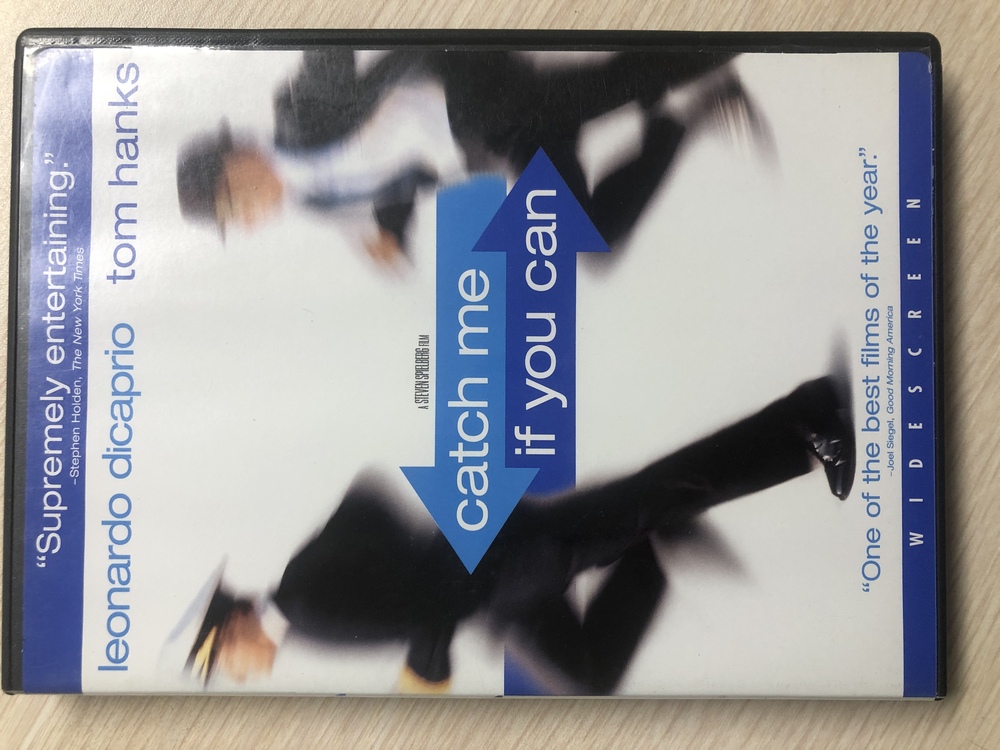 “Supremely entertaining.”
–Stephen Holden, The New York Times
leonardo dicaprio tom hanks
A STEVEN SPIELBERG FILM
catch me
if you can
“One of the best films of the year.”
–Joel Siegel, Good Morning America
WIDESCREEN